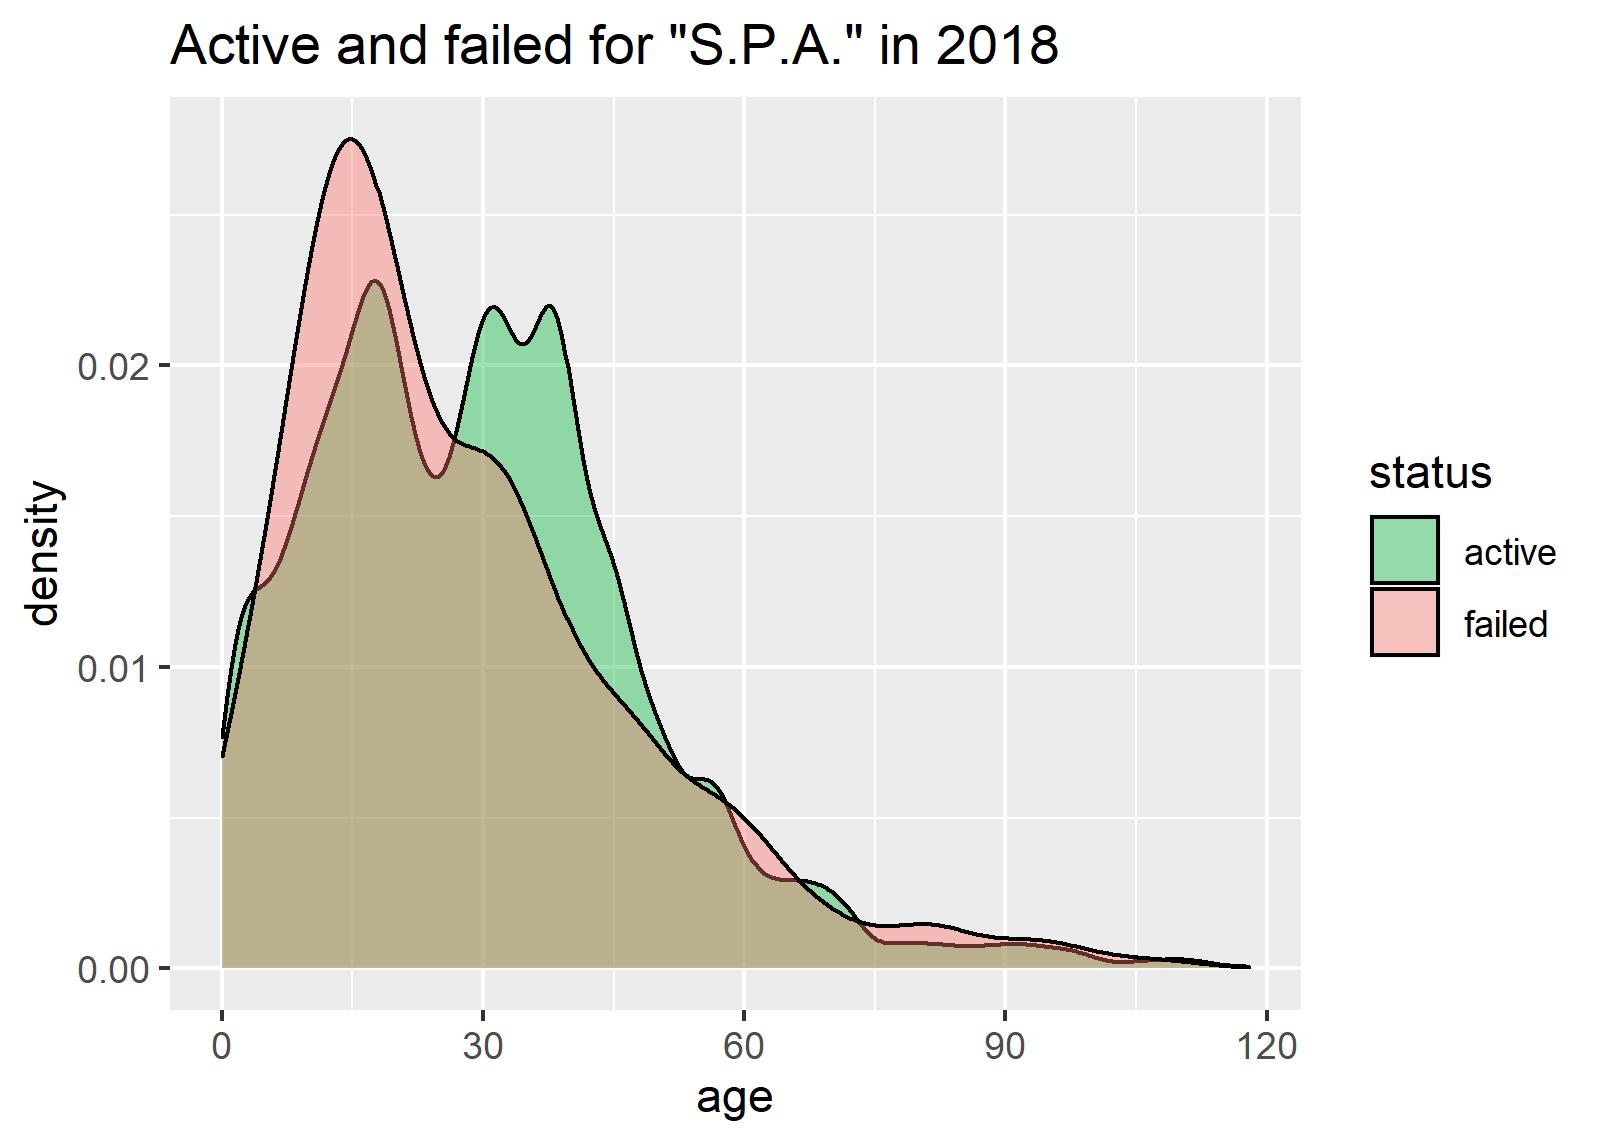 Active and failed for "S.P.A." in 2018
density
0.02
0.01
0.00
0 30 60 90 120
age
status
active
failed